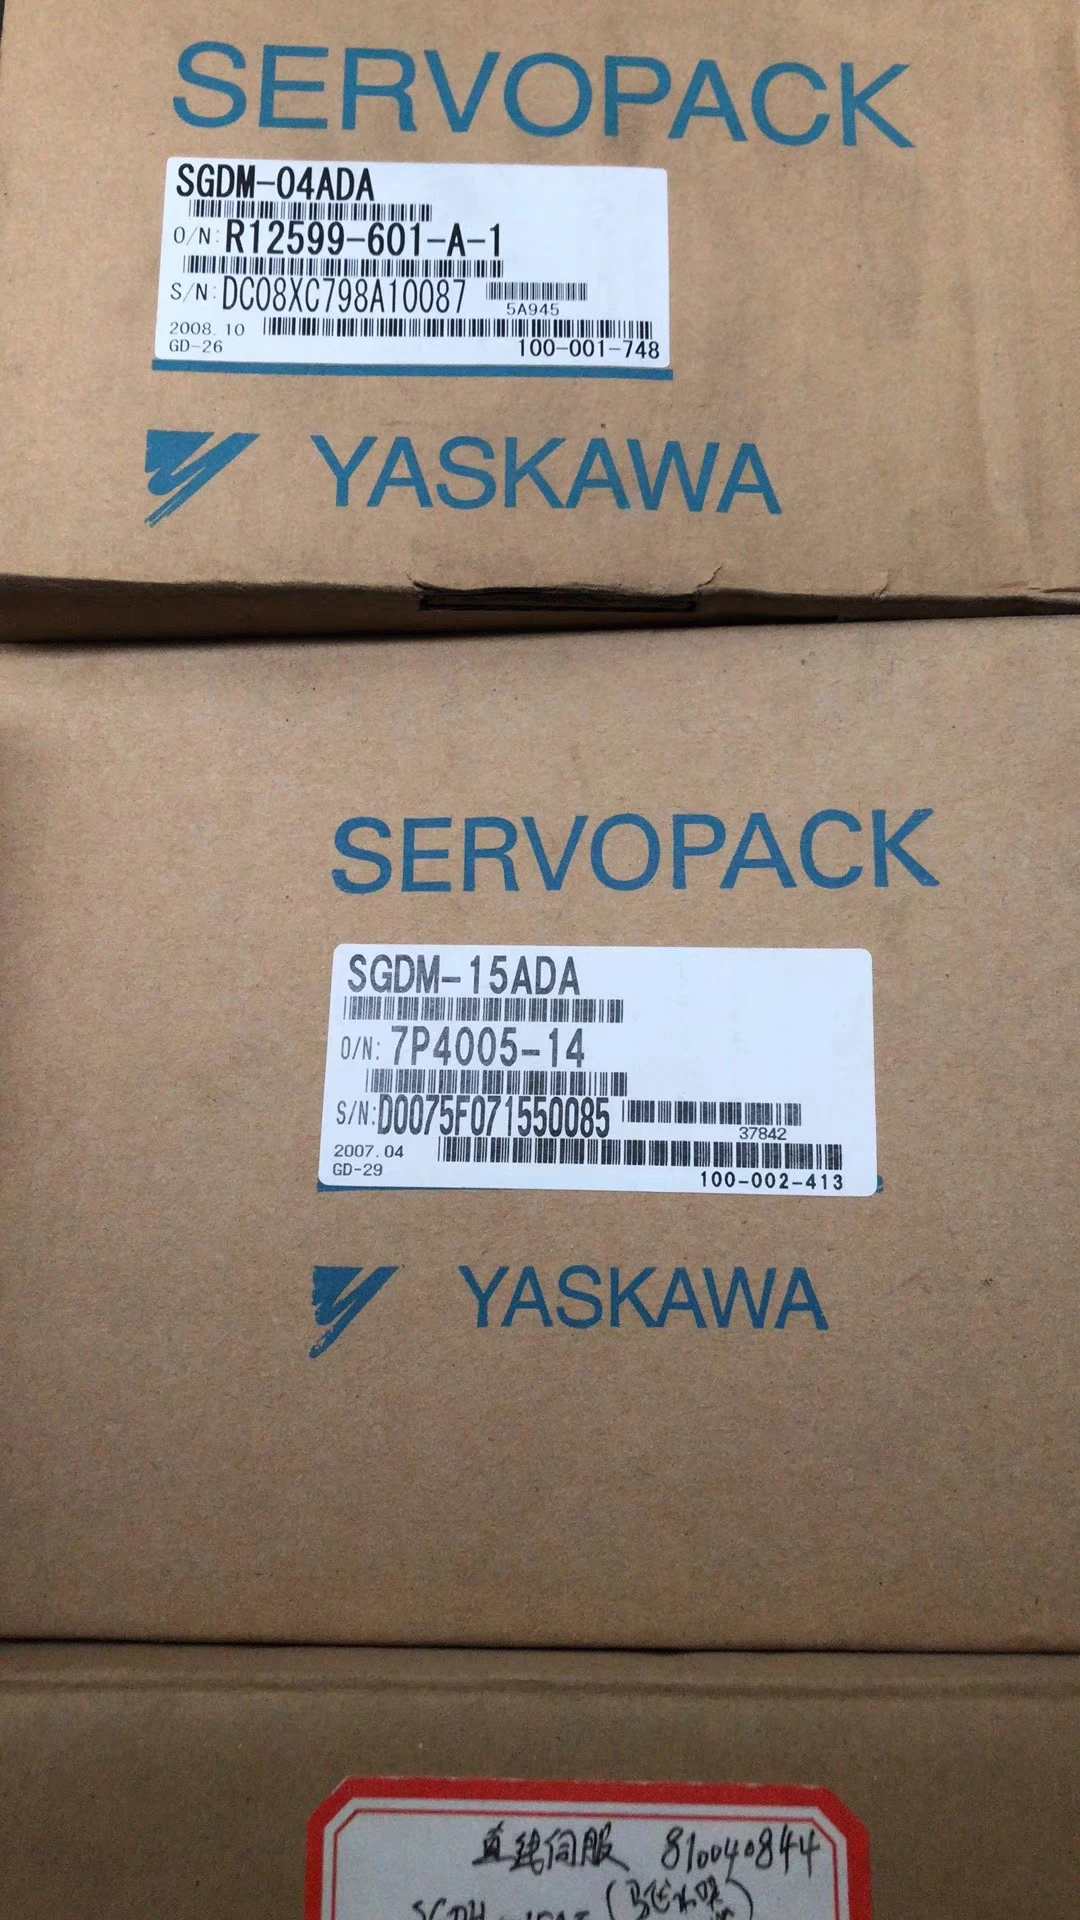 SERVOPACK
SGDM-04ADA
O/N: R12599-601-A-1
S/N: DC08XC798A10087 5A945
2008.10
GD-26 100-001-748
YASKAWA
SERVOPACK
SGDM-15ADA
O/N: 7P4005-14
S/N: D0075F071550085 37842
2007.04
GD-29 100-002-413
YASKAWA
直线伺服 810040844